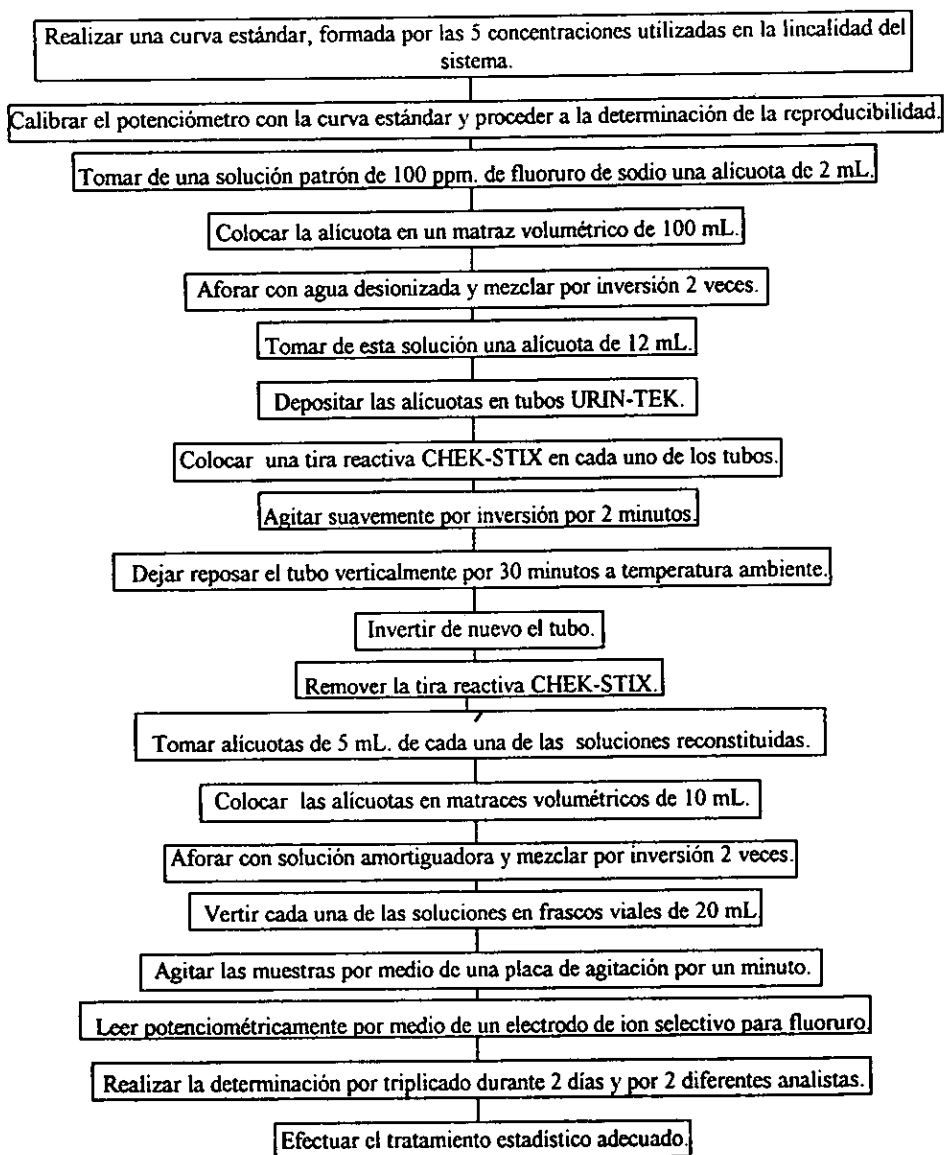 Realizar una curva estándar, formada por las 5 concentraciones utilizadas en la linealidad del
sistema.
Calibrar el potenciómetro con la curva estándar y proceder a la determinación de la reproducibilidad.
Tomar de una solución patrón de 100 ppm. de fluoruro de sodio una alícuota de 2 mL.
Colocar la alícuota en un matraz volumétrico de 100 mL.
Aforar con agua desionizada y mezclar por inversión 2 veces.
Tomar de esta solución una alícuota de 12 mL.
Depositar las alícuotas en tubos URIN-TEK.
Colocar una tira reactiva CHEK-STIX en cada uno de los tubos.
Agitar suavemente por inversión por 2 minutos.
Dejar reposar el tubo verticalmente por 30 minutos a temperatura ambiente.
Invertir de nuevo el tubo.
Remover la tira reactiva CHEK-STIX.
Tomar alícuotas de 5 mL. de cada una de las soluciones reconstituidas.
Colocar las alícuotas en matraces volumétricos de 10 mL.
Aforar con solución amortiguadora y mezclar por inversión 2 veces.
Vertir cada una de las soluciones en frascos viales de 20 mL
Agitar las muestras por medio de una placa de agitación por un minuto.
Leer potenciométricamente por medio de un electrodo de ion selectivo para fluoruro
Realizar la determinación por triplicado durante 2 días y por 2 diferentes analistas.
Efectuar el tratamiento estadístico adecuado.